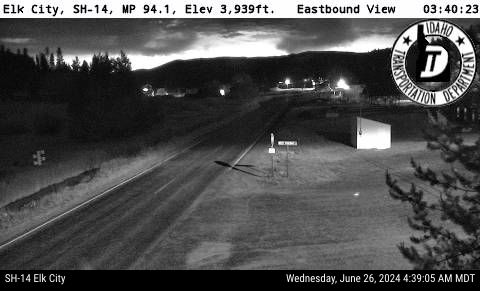 Elk City, SH-14, MP 94.1, Elev 3,939ft. Eastbound View 03:40:23
IDAHO
TRANSPORTATION DEPARTMENT
SH-14 Elk City Wednesday, June 26, 2024 4:39:05 AM MDT